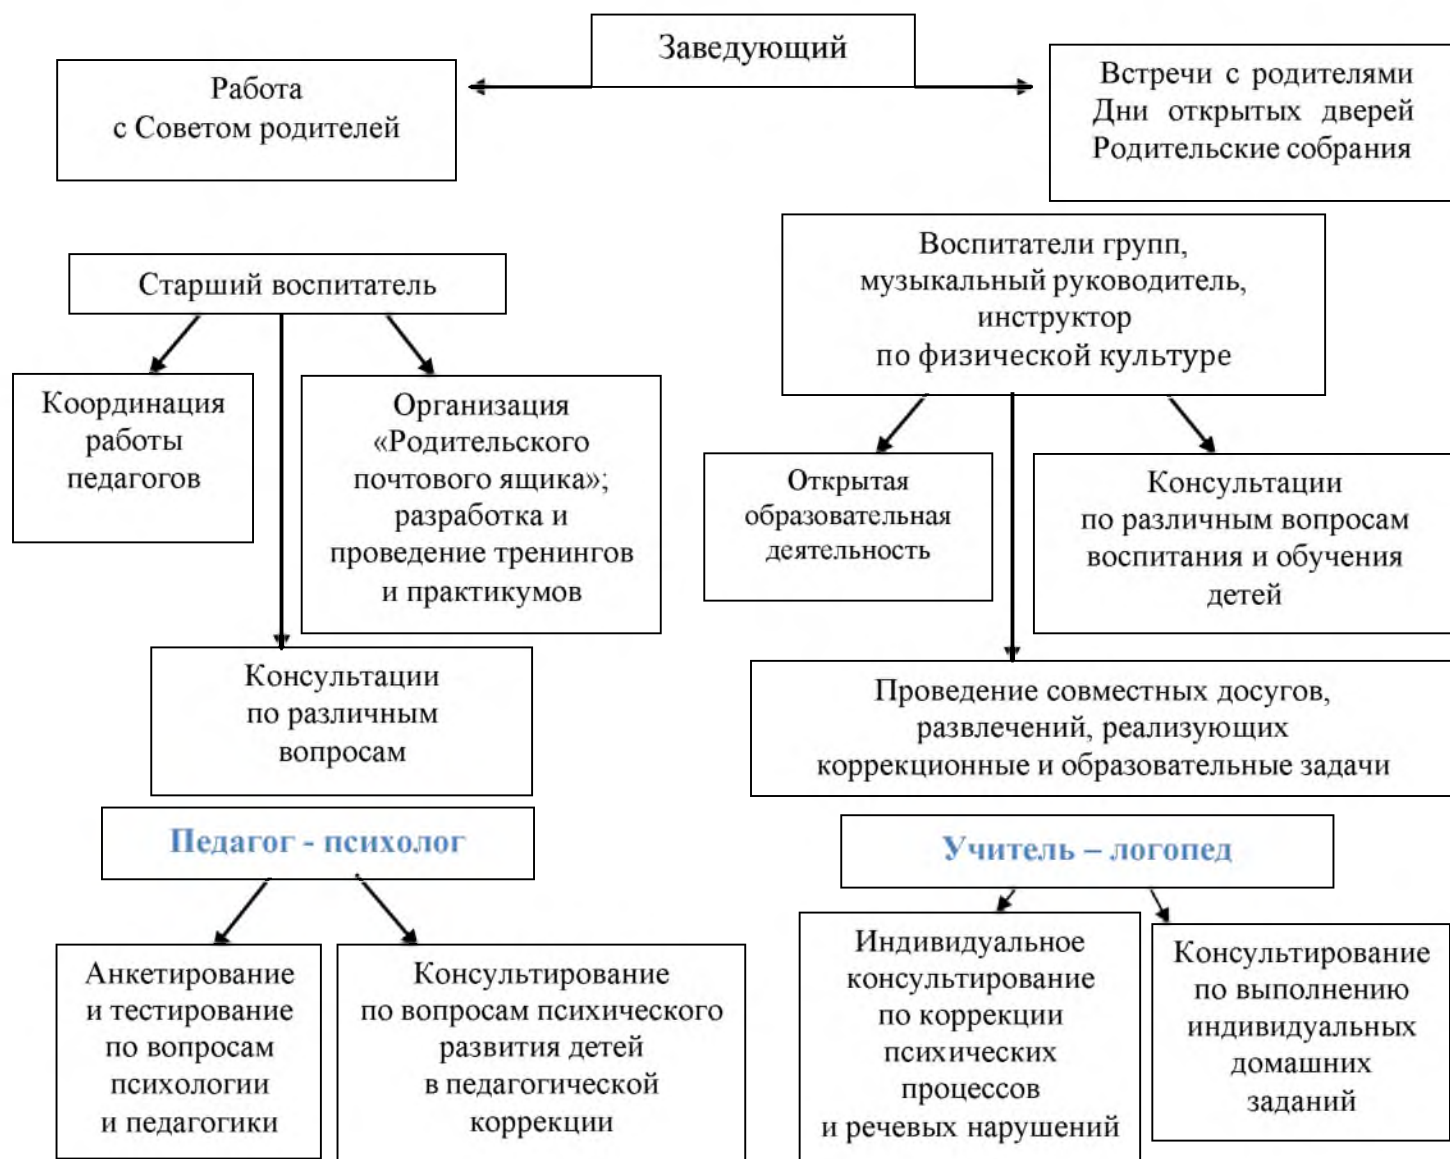 Заведующий
Работа
с Советом родителей
Встречи с родителями
Дни открытых дверей
Родительские собрания
Старший воспитатель
Координация
работы
педагогов
Организация
«Родительского
почтового ящика»;
разработка и
проведение тренингов
и практикумов
Консультации
по различным
вопросам
Воспитатели групп,
музыкальный руководитель,
инструктор
по физической культуре
Открытая
образовательная
деятельность
Консультации
по различным вопросам
воспитания и обучения
детей
Проведение совместных досугов,
развлечений, реализующих
коррекционные и образовательные задачи
Педагог - психолог
Анкетирование
и тестирование
по вопросам
психологии
и педагогики
Консультирование
по вопросам психического
развития детей
в педагогической
коррекции
Учитель – логопед
Индивидуальное
консультирование
по коррекции
психических
процессов
и речевых нарушений
Консультирование
по выполнению
индивидуальных
домашних
заданий